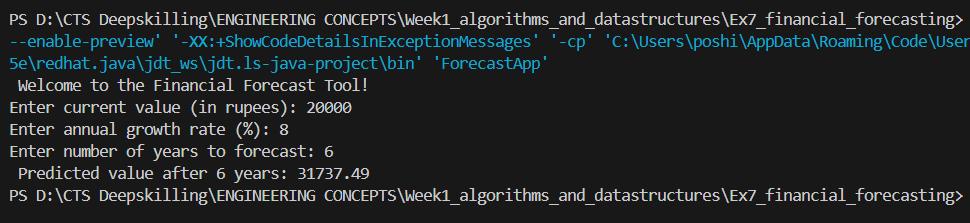 PS D:\CTS Deepskilling\ENGINEERING CONCEPTS\Week1_algorithms_and_datastructures\Ex7_financial_forecasting>
--enable-preview' '-XX:+ShowCodeDetailsInExceptionMessages' '-cp' 'C:\Users\poshi\AppData\Roaming\Code\User
5e\redhat.java\jdt_ws\jdt.ls-java-project\bin' 'ForecastApp'
Welcome to the Financial Forecast Tool!
Enter current value (in rupees): 20000
Enter annual growth rate (%): 8
Enter number of years to forecast: 6
Predicted value after 6 years: 31737.49
PS D:\CTS Deepskilling\ENGINEERING CONCEPTS\Week1_algorithms_and_datastructures\Ex7_financial_forecasting>